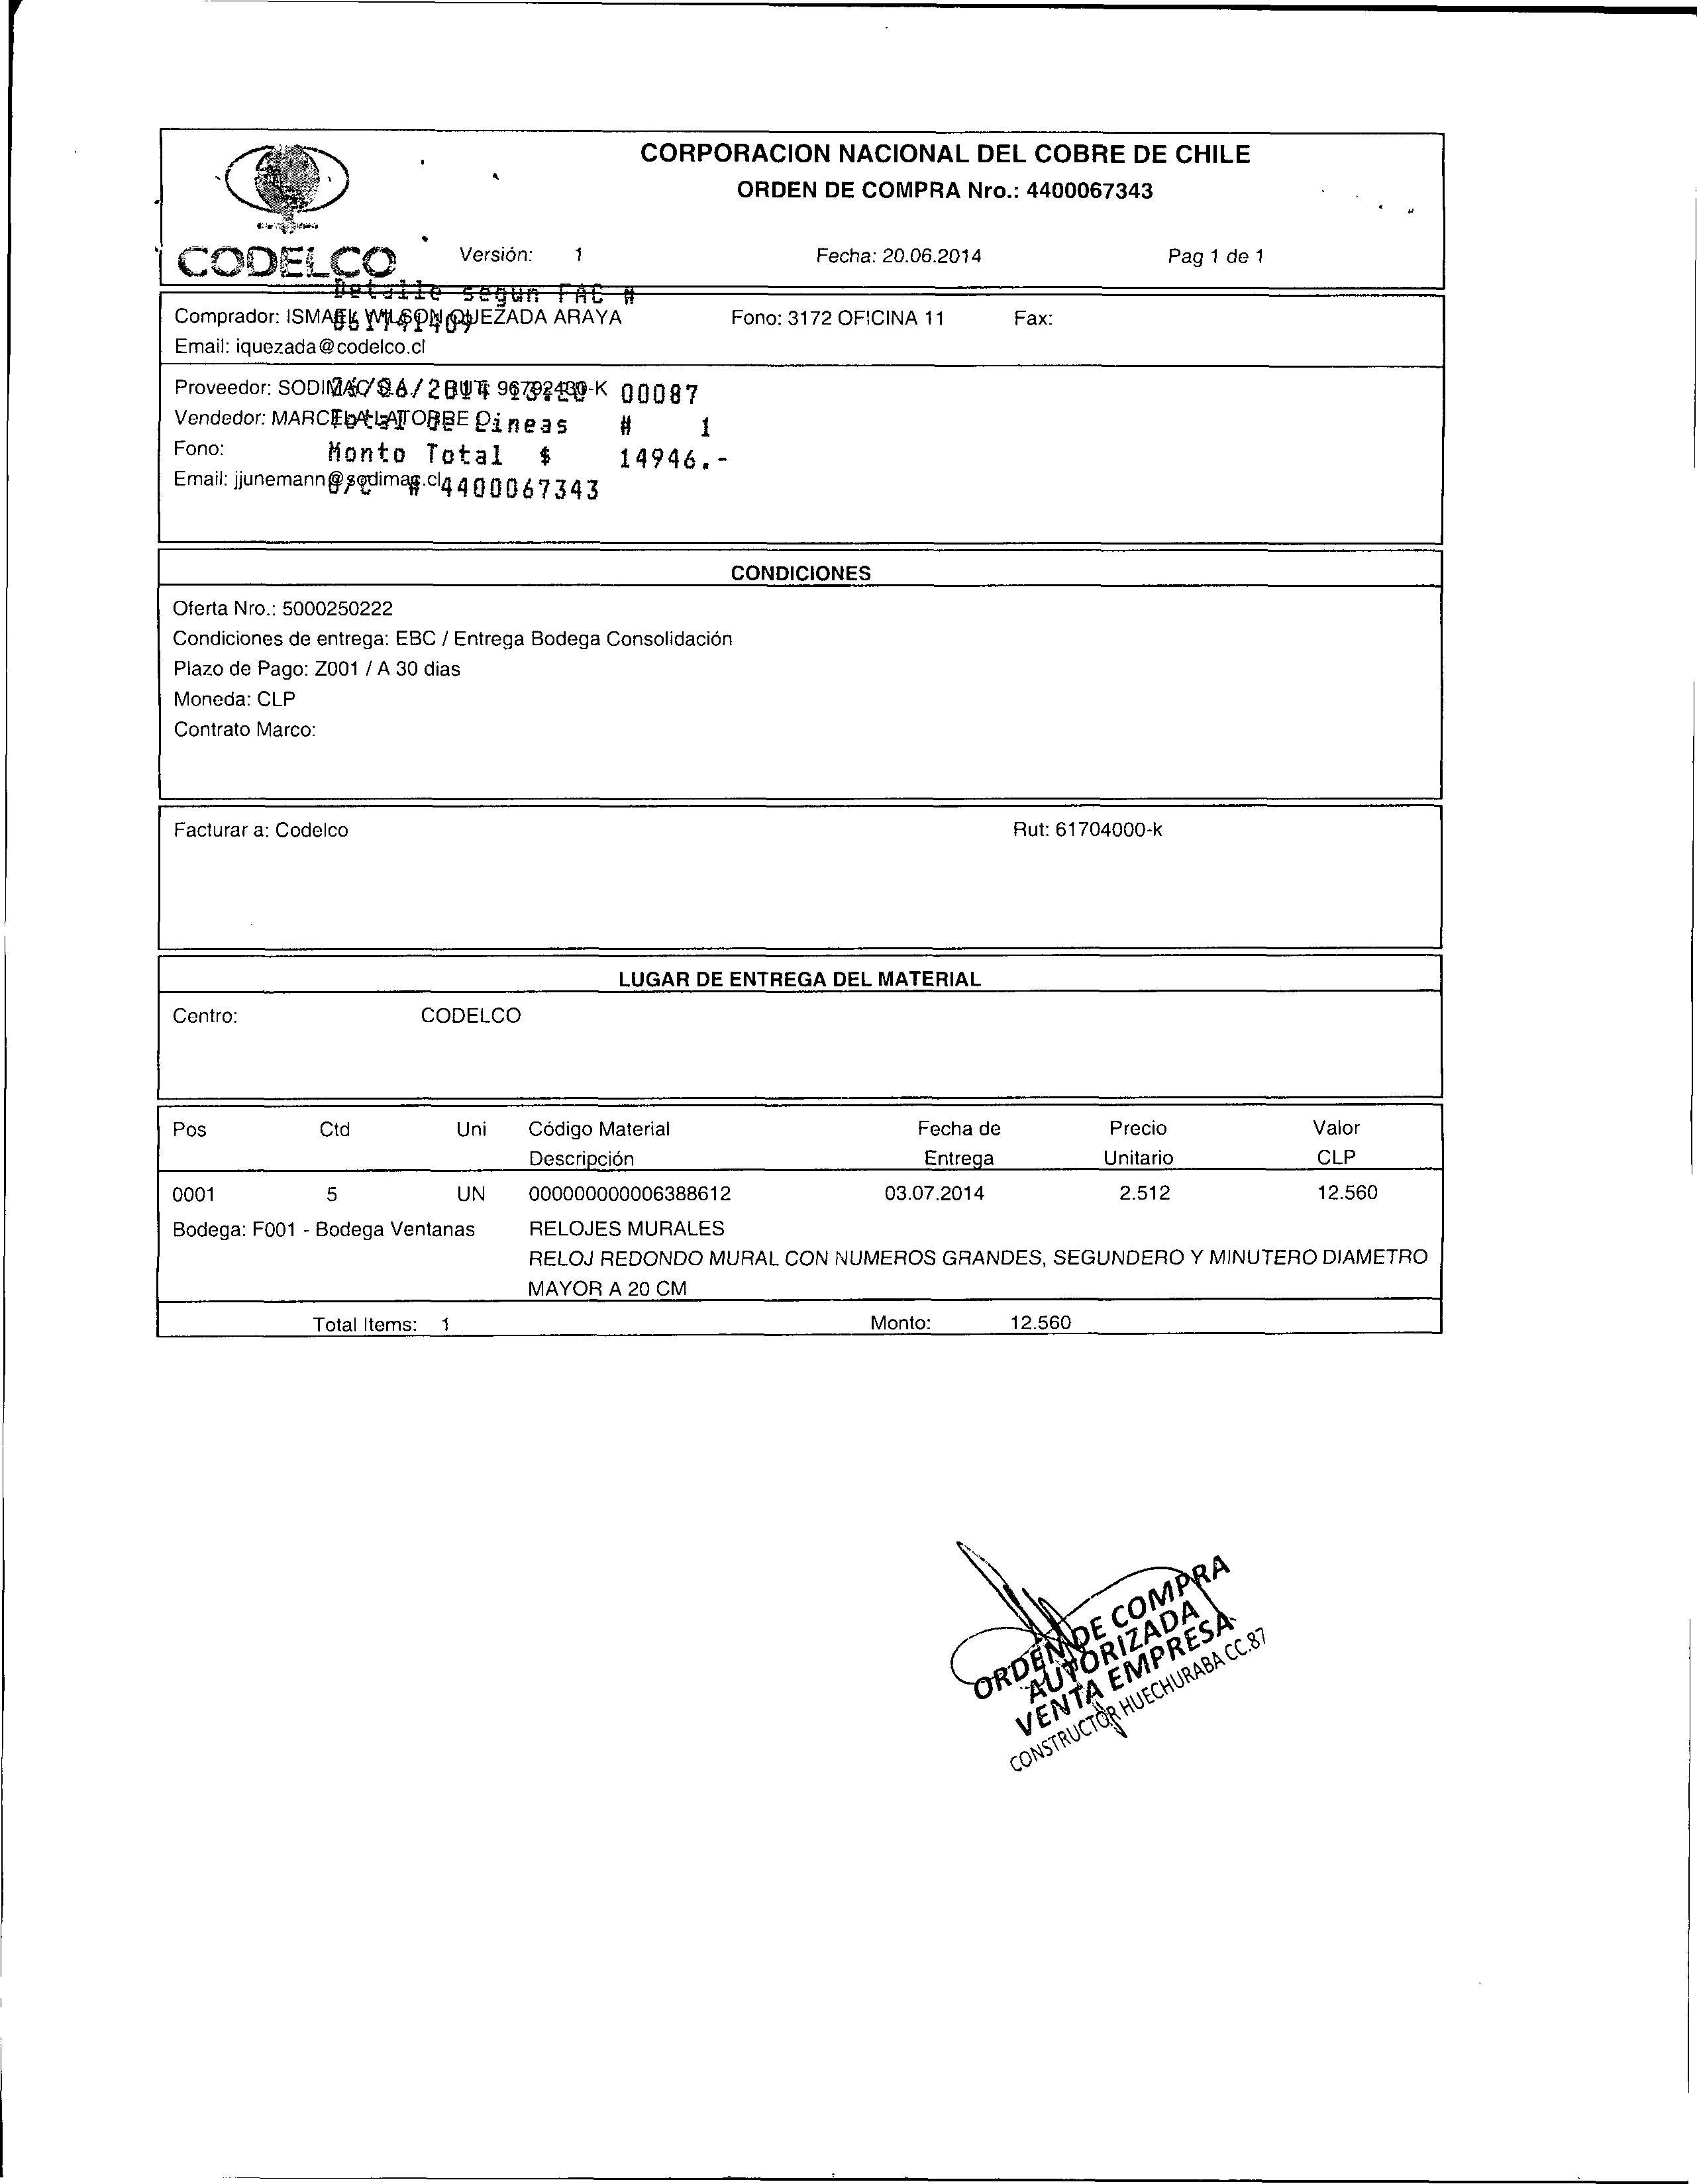 CORPORACION NACIONAL DEL COBRE DE CHILE
ORDEN DE COMPRA Nro.: 4400067343
CODELCO
Versión: 1 Fecha: 20.06.2014 Pag 1 de 1
Detalle segun FAC #
Comprador: ISMAEL WILSON QUEZADA ARAYA Fono: 3172 OFICINA 11 Fax:
Email: iquezada@codelco.cl
Proveedor: SODIMAC S.A. / RUT: 96792430-K 00087
Vendedor: MARCELA LATORRE
Total de Lineas # 1
Fono:
Monto Total $ 14946.-
Email: jjunemann@sodimac.cl
O/C # 4400067343
CONDICIONES
Oferta Nro.: 5000250222
Condiciones de entrega: EBC / Entrega Bodega Consolidación
Plazo de Pago: Z001 / A 30 dias
Moneda: CLP
Contrato Marco:
Facturar a: Codelco Rut: 61704000-k
LUGAR DE ENTREGA DEL MATERIAL
Centro: CODELCO
Pos Ctd Uni Código Material Fecha de Precio Valor
Descripción Entrega Unitario CLP
0001 5 UN 000000000006388612 03.07.2014 2.512 12.560
Bodega: F001 - Bodega Ventanas RELOJES MURALES
RELOJ REDONDO MURAL CON NUMEROS GRANDES, SEGUNDERO Y MINUTERO DIAMETRO
MAYOR A 20 CM
Total Items: 1 Monto: 12.560
ORDEN DE COMPRA
AUTORIZADA
VENTA EMPRESA
CONSTRUCTOR HUECHURABA CC.87